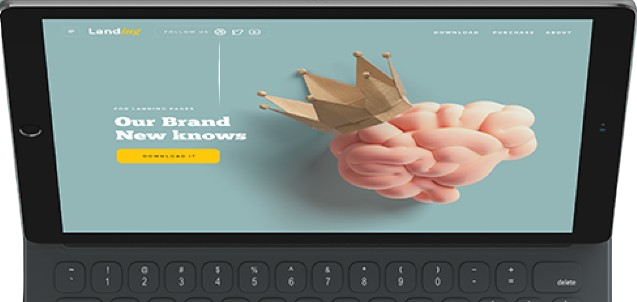 Landing
FOLLOW US
DOWNLOAD PURCHASE ABOUT
FOR LANDING PAGES
Our Brand
New knows
DOWNLOAD IT
~ ! @ # $ % ^ & * ( ) - +
` 1 2 3 4 5 6 7 8 9 0 - = delete